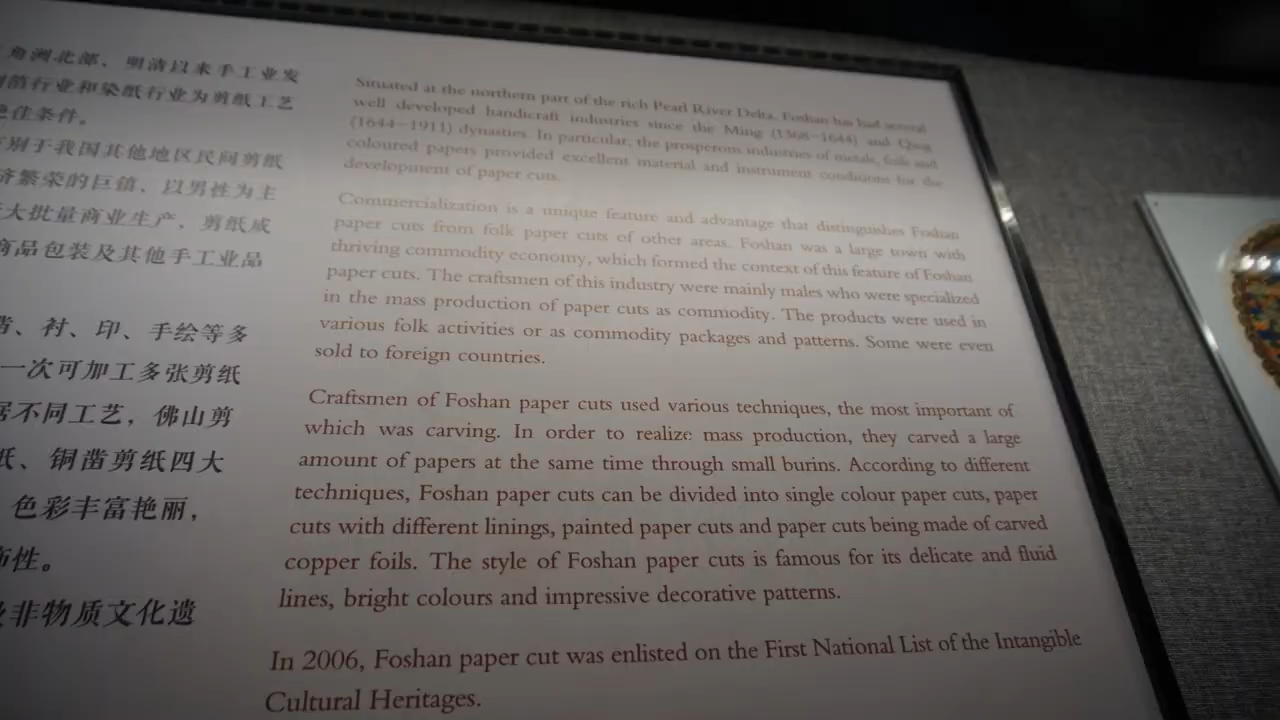 角洲北部、明清以来手工业发
箔行业和染纸行业为剪纸工艺
佳条件。
别于我国其他地区民间剪纸
济繁荣的巨镇、以男性为主
大批量商业生产，剪纸成
商品包装及其他手工业品
、衬、印、手绘等多
一次可加工多张剪纸
不同工艺，佛山剪
纸、铜凿剪纸四大
色彩丰富艳丽，
性。
非物质文化遗
Situated at the northern part of the rich Pearl River Delta, Foshan has had several
well developed handicraft industries since the Ming (1368-1644) and Qing
(1644-1911) dynasties. In particular, the prosperous industries of metals, foils and
coloured papers provided excellent material and instrument conditions for the
development of paper cuts.
Commercialization is a unique feature and advantage that distinguishes Foshan
paper cuts from folk paper cuts of other areas. Foshan was a large town with
thriving commodity economy, which formed the context of this feature of Foshan
paper cuts. The craftsmen of this industry were mainly males who were specialized
in the mass production of paper cuts as commodity. The products were used in
various folk activities or as commodity packages and patterns. Some were even
sold to foreign countries.
Craftsmen of Foshan paper cuts used various techniques, the most important of
which was carving. In order to realize mass production, they carved a large
amount of papers at the same time through small burins. According to different
techniques, Foshan paper cuts can be divided into single colour paper cuts, paper
cuts with different linings, painted paper cuts and paper cuts being made of carved
copper foils. The style of Foshan paper cuts is famous for its delicate and fluid
lines, bright colours and impressive decorative patterns.
In 2006, Foshan paper cut was enlisted on the First National List of the Intangible
Cultural Heritages.